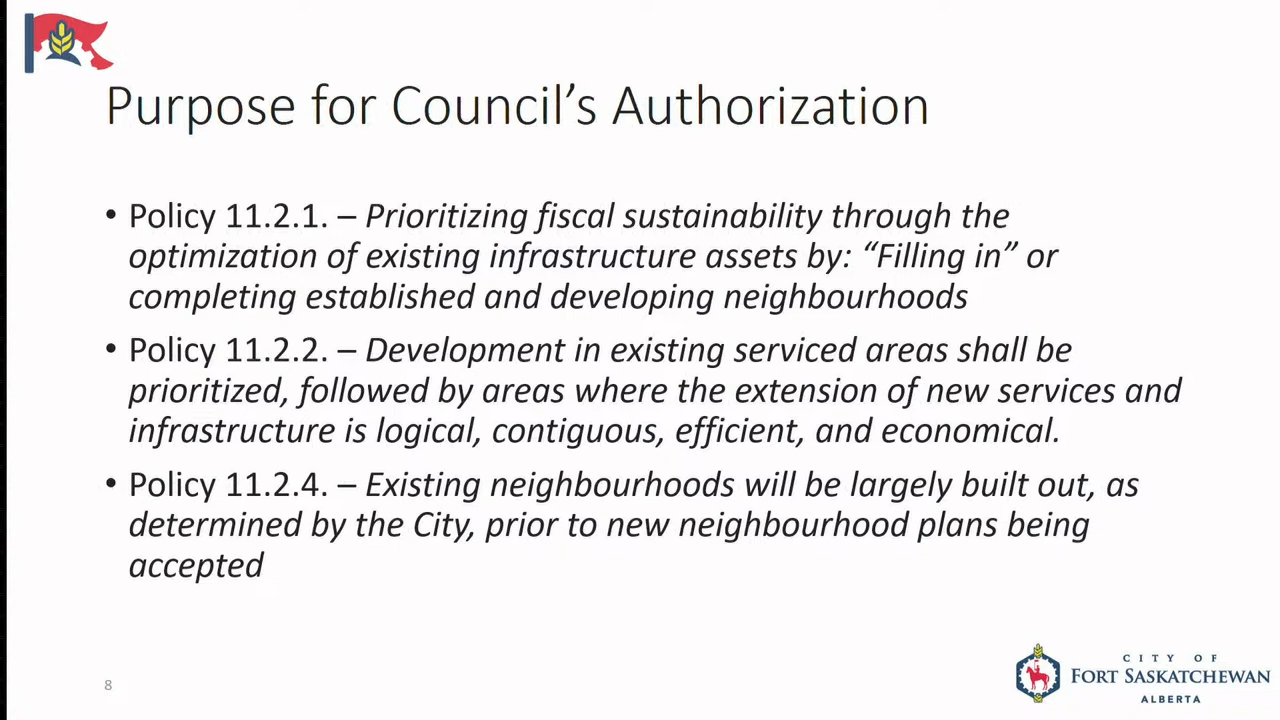 Purpose for Council’s Authorization
• Policy 11.2.1. – Prioritizing fiscal sustainability through the
optimization of existing infrastructure assets by: “Filling in” or
completing established and developing neighbourhoods
• Policy 11.2.2. – Development in existing serviced areas shall be
prioritized, followed by areas where the extension of new services and
infrastructure is logical, contiguous, efficient, and economical.
• Policy 11.2.4. – Existing neighbourhoods will be largely built out, as
determined by the City, prior to new neighbourhood plans being
accepted
8
CITY OF
FORT SASKATCHEWAN
ALBERTA